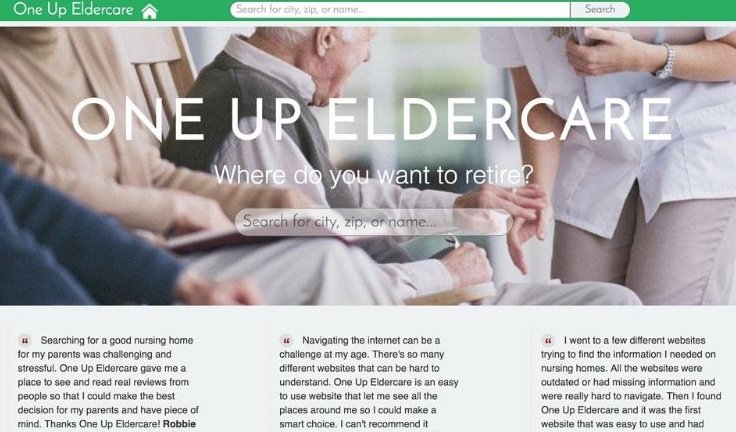 One Up Eldercare
Search for city, zip, or name...
Search
ONE UP ELDERCARE
Where do you want to retire?
Search for city, zip, or name...
“ Searching for a good nursing home
for my parents was challenging and
stressful. One Up Eldercare gave me a
place to see and read real reviews from
people so that I could make the best
decision for my parents and have piece of
mind. Thanks One Up Eldercare! Robbie
“ Navigating the internet can be a
challenge at my age. There's so many
different websites that can be hard to
understand. One Up Eldercare is an easy
to use website that let me see all the
places around me so I could make a
smart choice. I can't recommend it
“ I went to a few different websites
trying to find the information I needed on
nursing homes. All the websites were
outdated or had missing information and
were really hard to navigate. Then I found
One Up Eldercare and it was the first
website that was easy to use and had